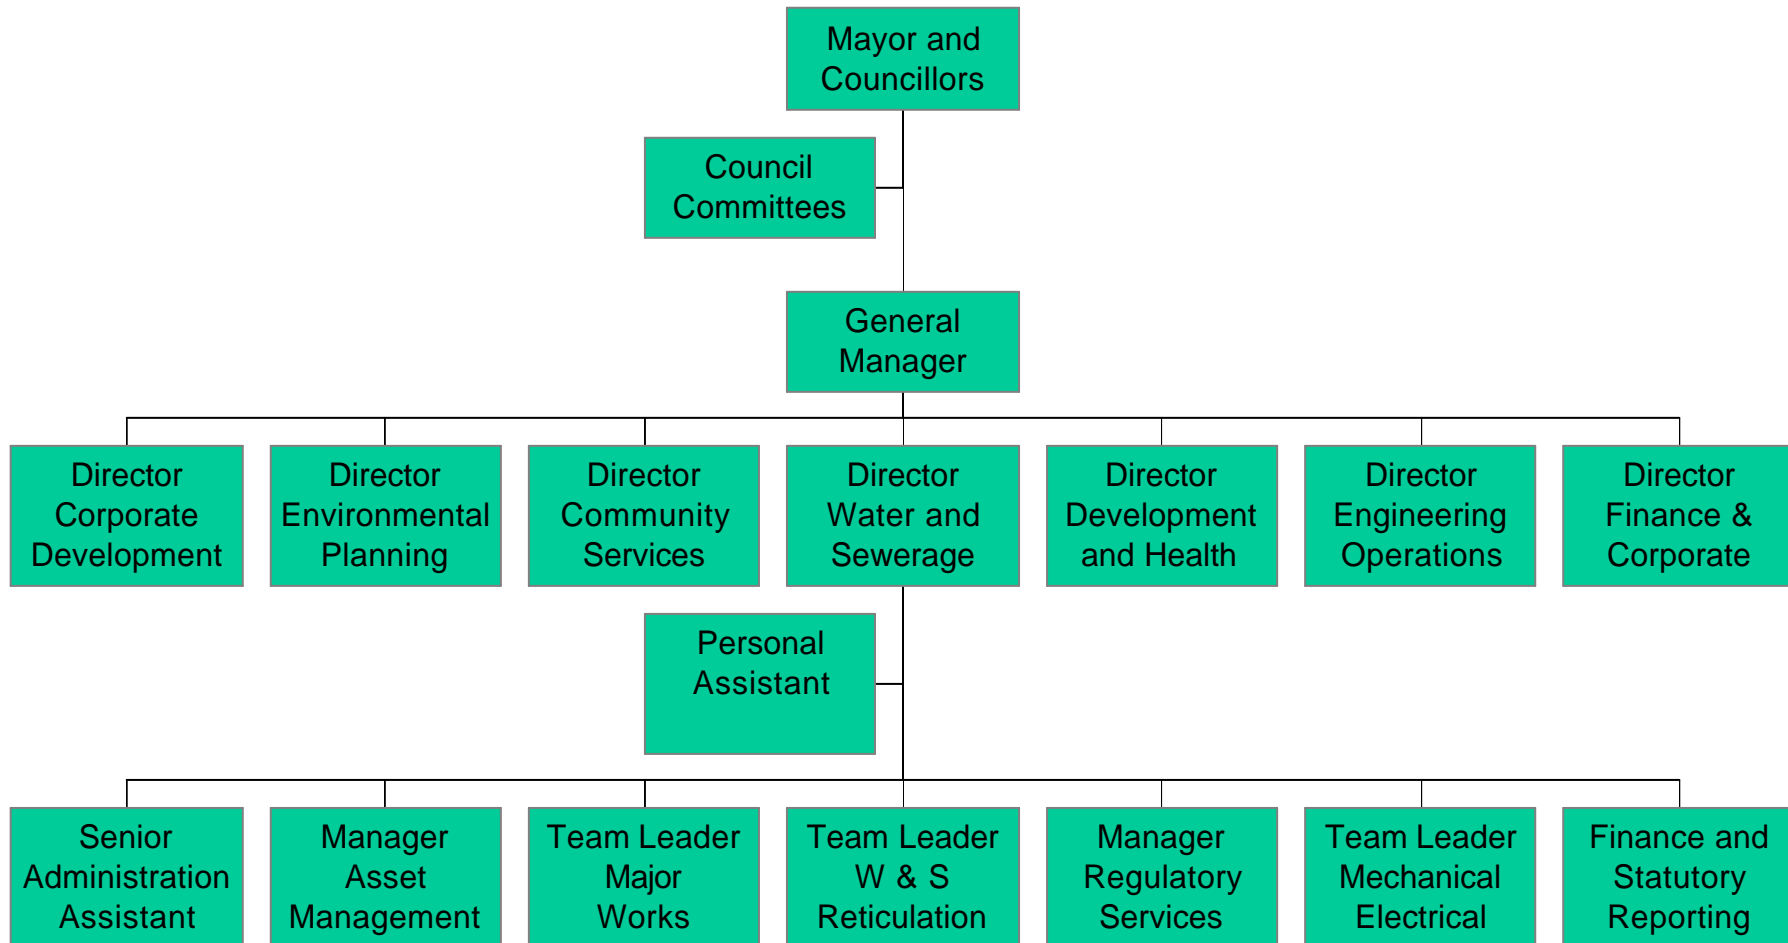 Mayor and
Councillors
Council
Committees
General
Manager
Director
Corporate
Development
Director
Environmental
Planning
Director
Community
Services
Director
Water and
Sewerage
Director
Development
and Health
Director
Engineering
Operations
Director
Finance &
Corporate
Personal
Assistant
Senior
Administration
Assistant
Manager
Asset
Management
Team Leader
Major
Works
Team Leader
W & S
Reticulation
Manager
Regulatory
Services
Team Leader
Mechanical
Electrical
Finance and
Statutory
Reporting